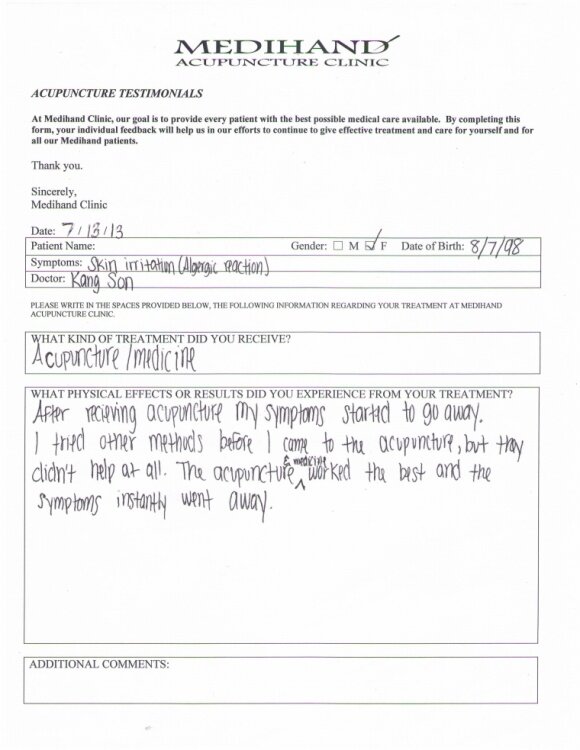 MEDIHAND
ACUPUNCTURE CLINIC
ACUPUNCTURE TESTIMONIALS
At Medihand Clinic, our goal is to provide every patient with the best possible medical care available. By completing this
form, your individual feedback will help us in our efforts to continue to give effective treatment and care for yourself and for
all our Medihand patients.
Thank you.
Sincerely,
Medihand Clinic
Date: 7/13/13
Patient Name: Gender: ☐ M ☑ F Date of Birth: 8/7/98
Symptoms: Skin irritation (Algergic reaction)
Doctor: Kang Son
PLEASE WRITE IN THE SPACES PROVIDED BELOW, THE FOLLOWING INFORMATION REGARDING YOUR TREATMENT AT MEDIHAND
ACUPUNCTURE CLINIC.
WHAT KIND OF TREATMENT DID YOU RECEIVE?
Acupuncture/medicine
WHAT PHYSICAL EFFECTS OR RESULTS DID YOU EXPERIENCE FROM YOUR TREATMENT?
After recieving acupuncture my symptoms started to go away.
I tried other methods before I came to the acupuncture, but they
didn't help at all. The acupuncture & medicine worked the best and the
symptoms instantly went away.
ADDITIONAL COMMENTS: